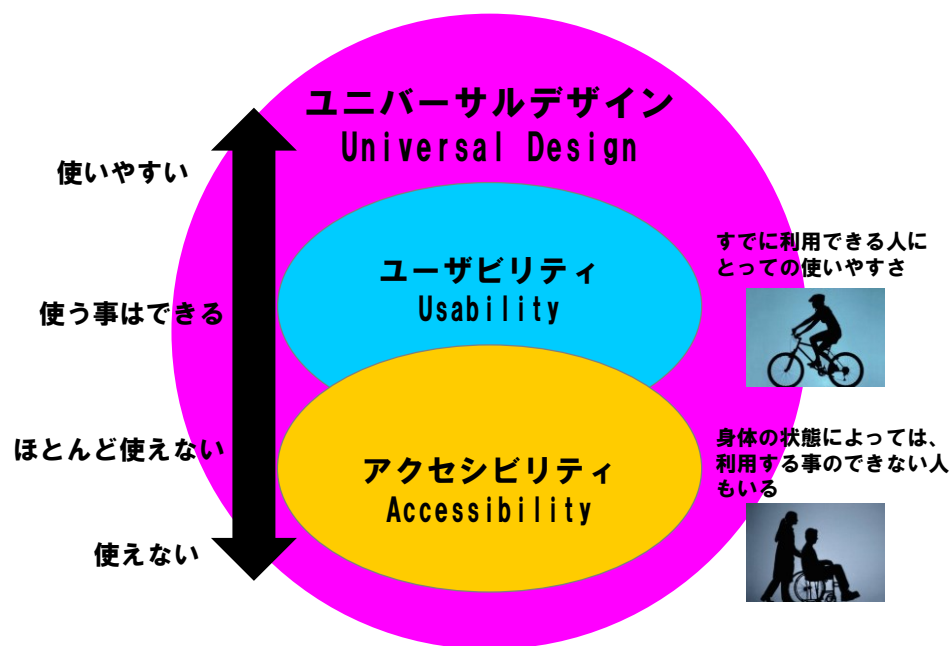 ユニバーサルデザイン
Universal Design
使いやすい
使う事はできる
ほとんど使えない
使えない
ユーザビリティ
Usability
アクセシビリティ
Accessibility
すでに利用できる人に
とっての使いやすさ
身体の状態によっては、
利用する事のできない人
もいる